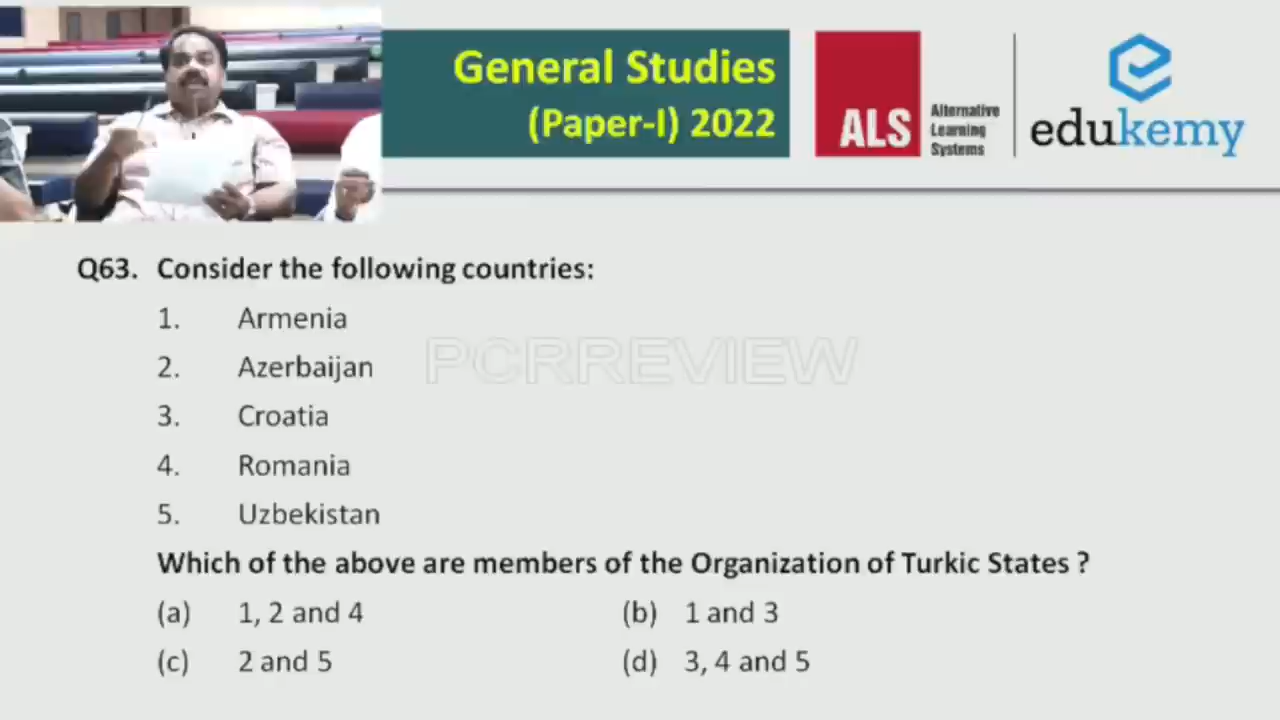 General Studies
(Paper-I) 2022
ALS
Alternative
Learning
Systems
edukemy
Q63. Consider the following countries:
1. Armenia
2. Azerbaijan
PCRREVIEW
3. Croatia
4. Romania
5. Uzbekistan
Which of the above are members of the Organization of Turkic States ?
(a) 1, 2 and 4 (b) 1 and 3
(c) 2 and 5 (d) 3, 4 and 5